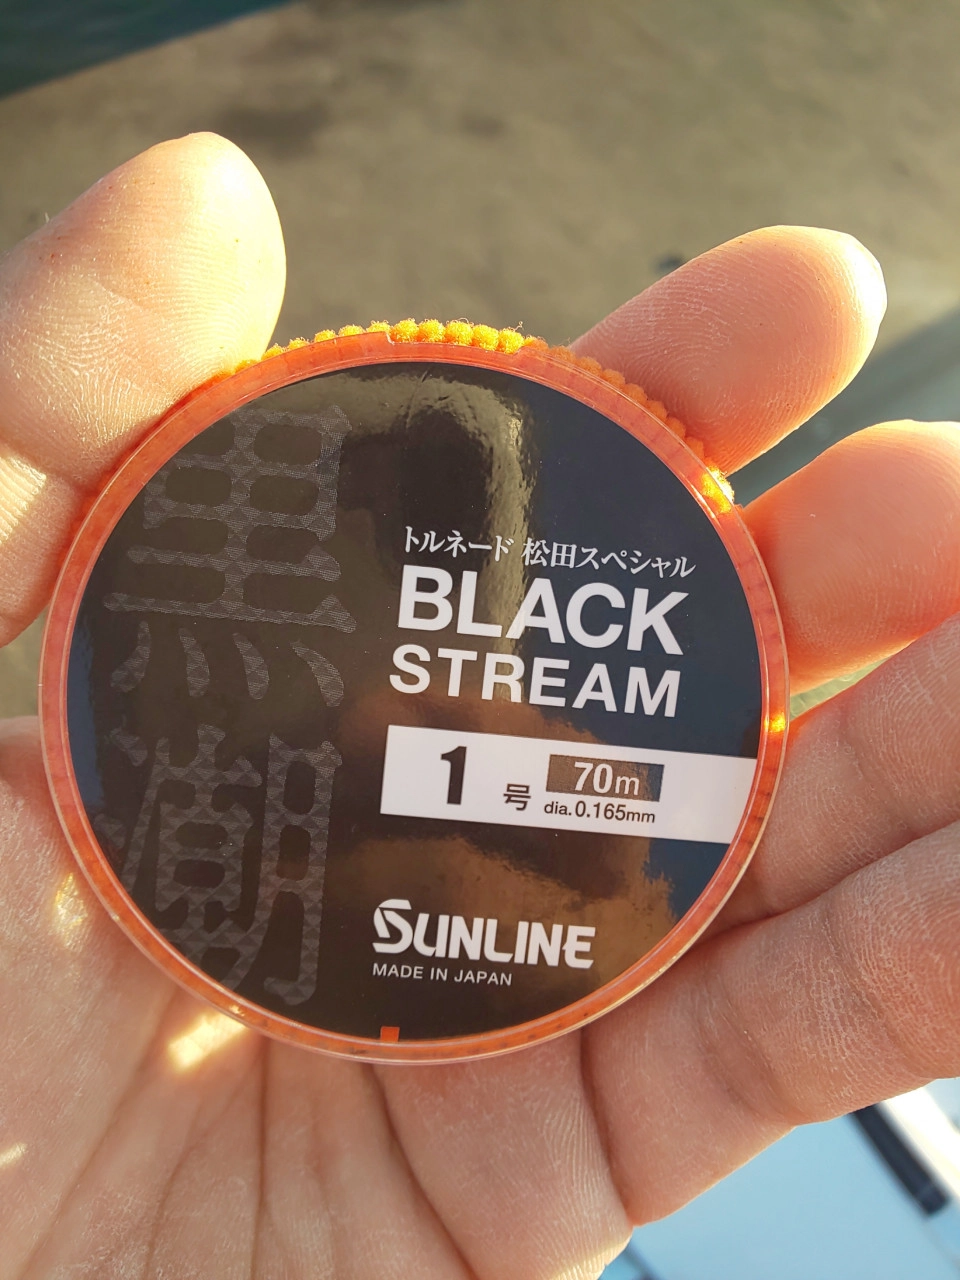 黒潮
トルネード 松田スペシャル
BLACK
STREAM
1号 70m
dia.0.165mm
SUNLINE
MADE IN JAPAN